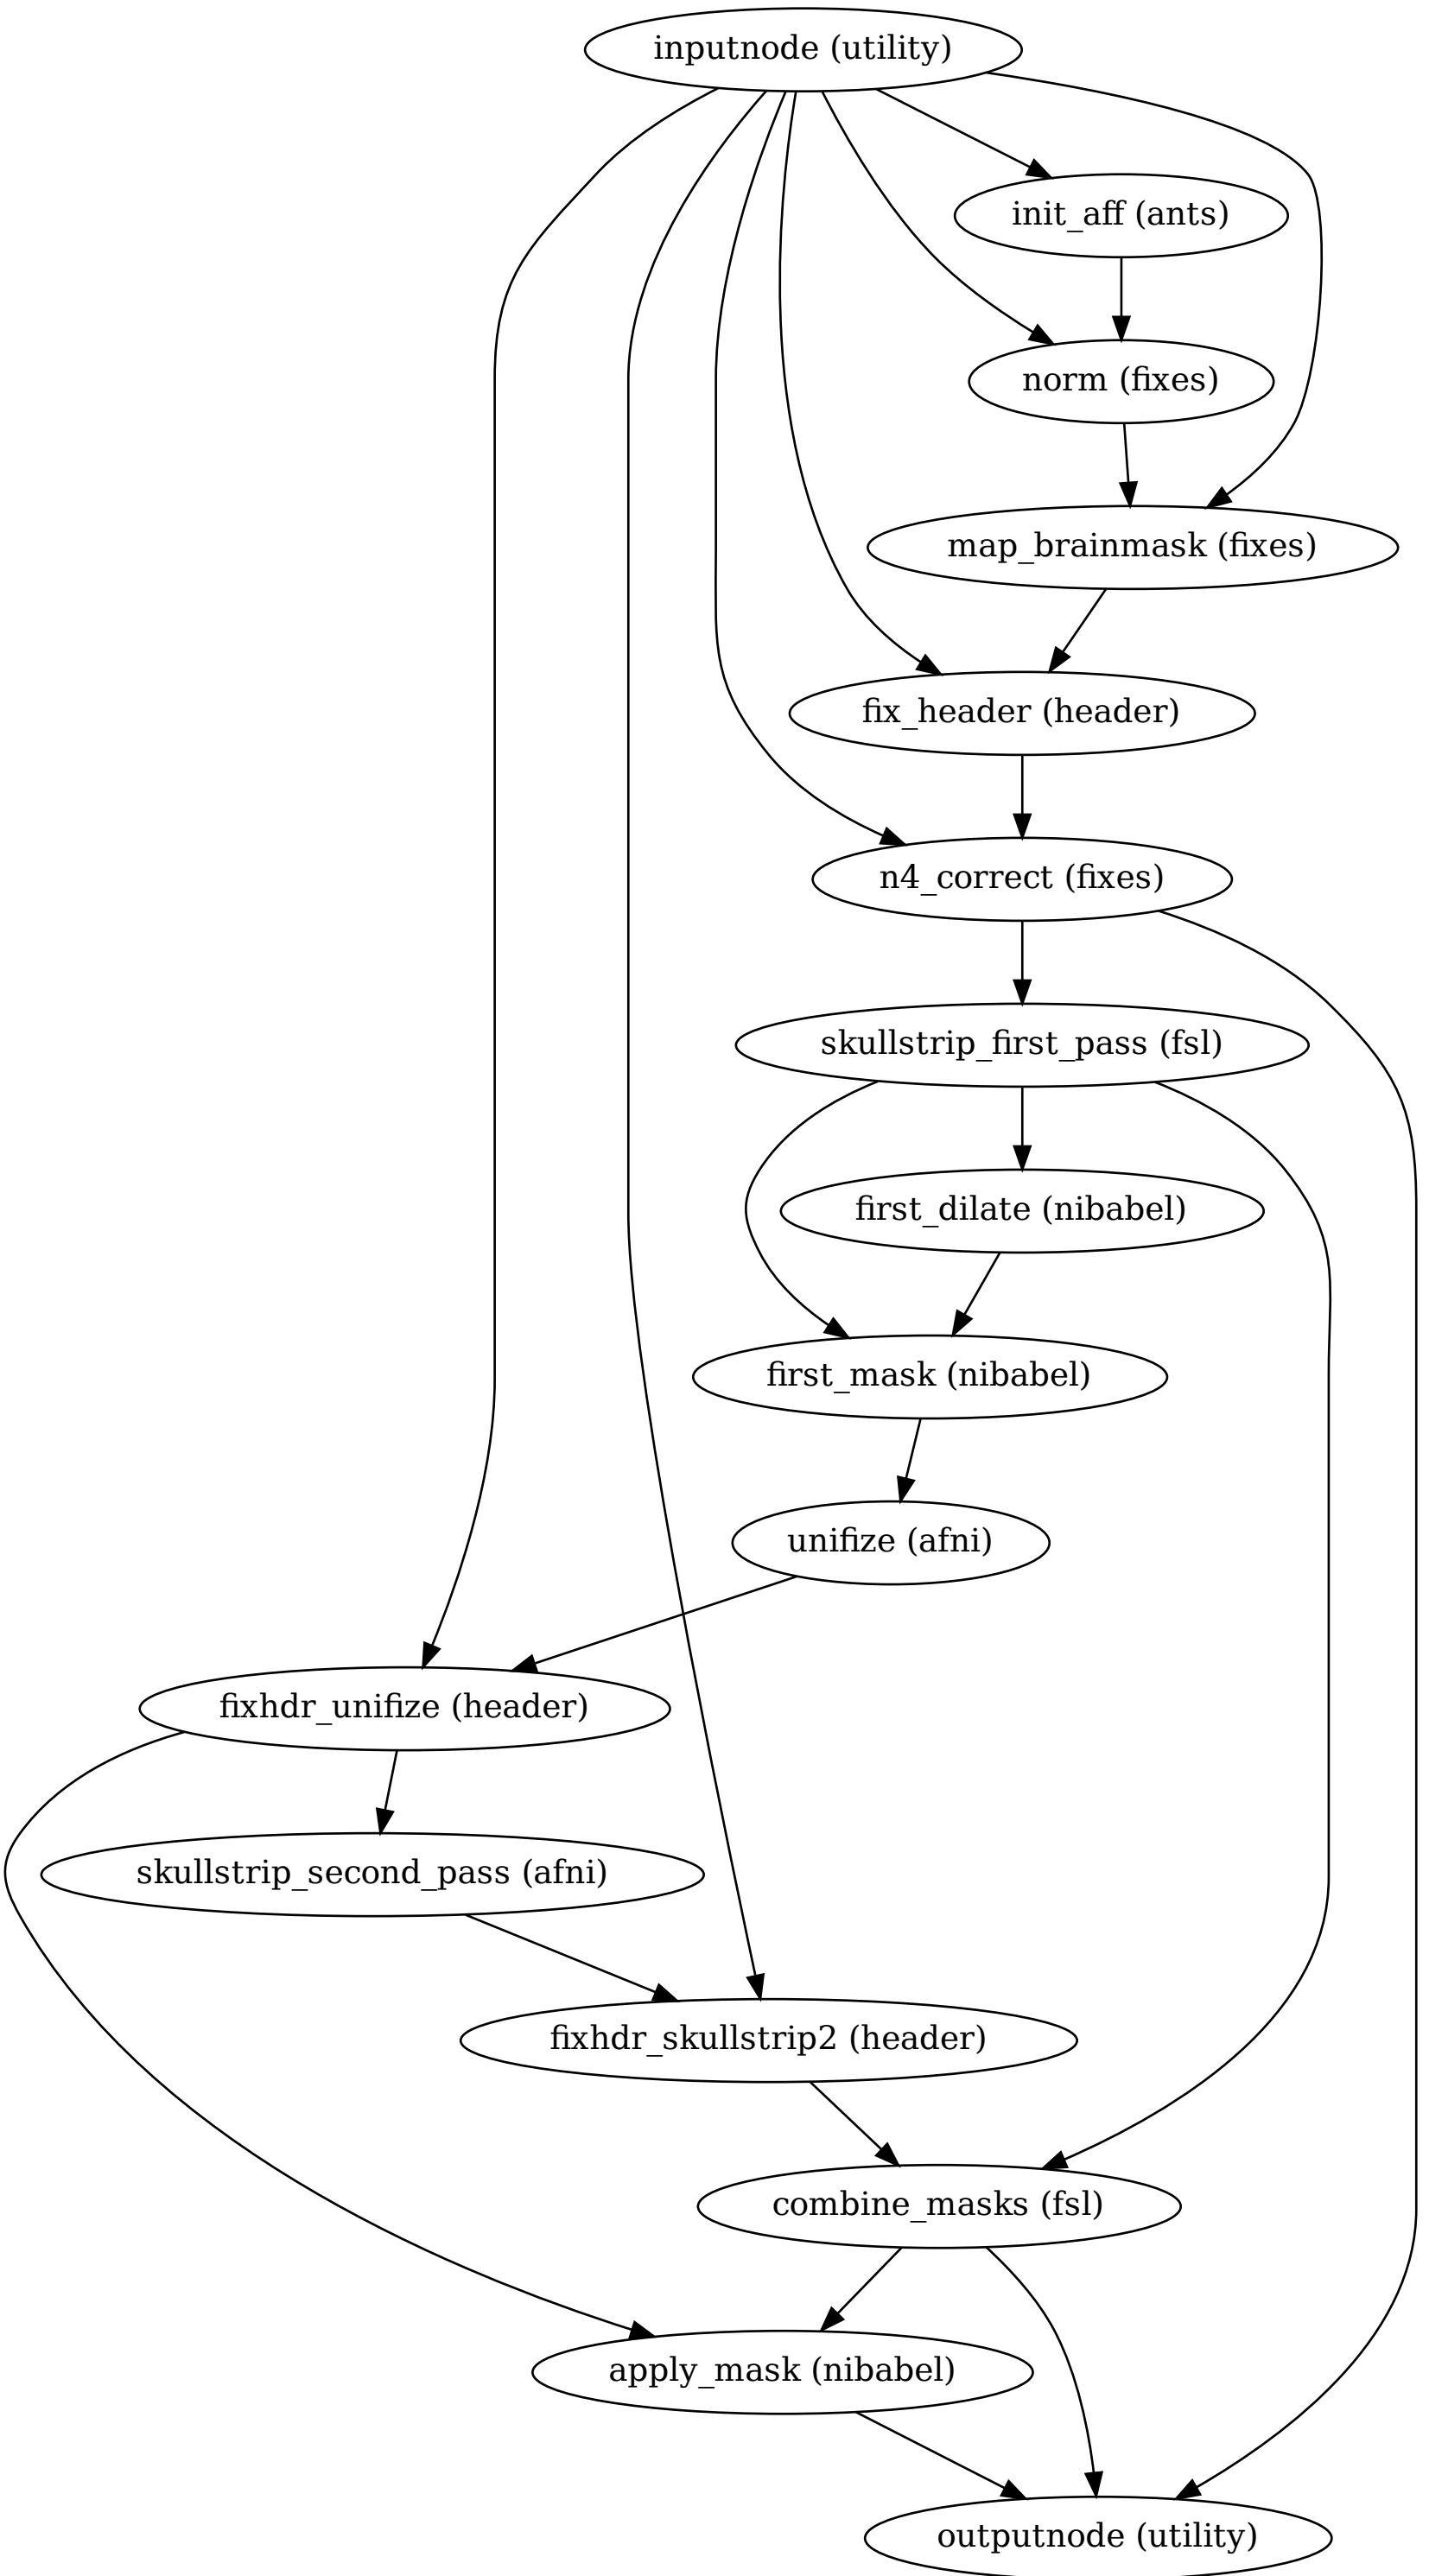 inputnode (utility)
init_aff (ants)
norm (fixes)
map_brainmask (fixes)
fix_header (header)
n4_correct (fixes)
skullstrip_first_pass (fsl)
first_dilate (nibabel)
first_mask (nibabel)
unifize (afni)
fixhdr_unifize (header)
skullstrip_second_pass (afni)
fixhdr_skullstrip2 (header)
combine_masks (fsl)
apply_mask (nibabel)
outputnode (utility)